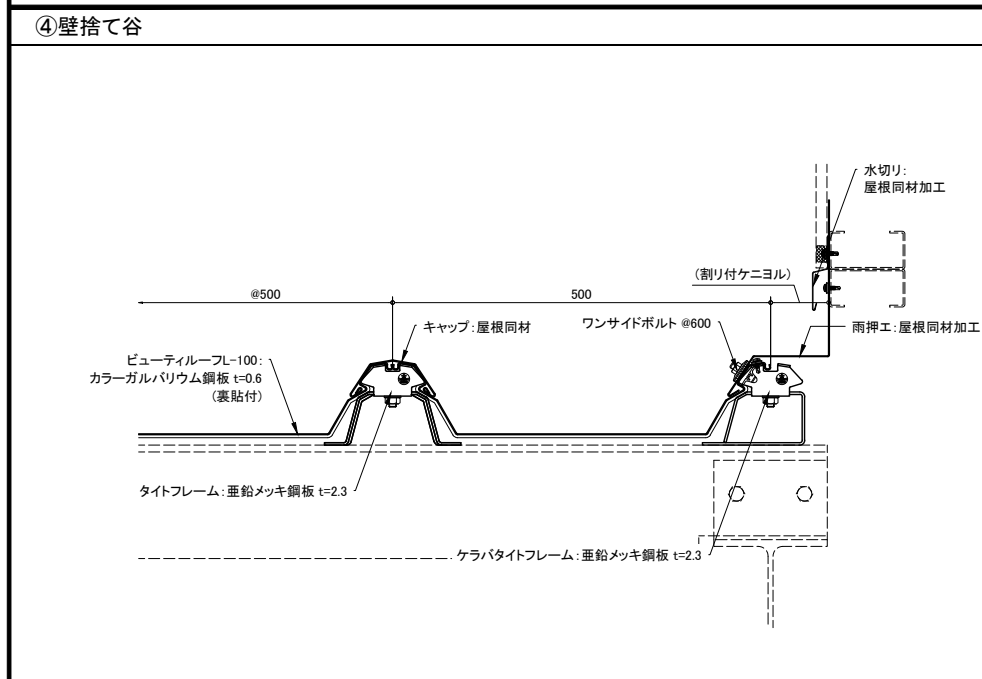 ④壁捨て谷
水切り:
屋根同材加工
(割り付ケニヨル)
@500
500
キャップ:屋根同材
ワンサイドボルト @600
雨押エ:屋根同材加工
ビューティルーフL-100:
カラーガルバリウム鋼板 t=0.6
(裏貼付)
タイトフレーム:亜鉛メッキ鋼板 t=2.3
ケラバタイトフレーム:亜鉛メッキ鋼板 t=2.3